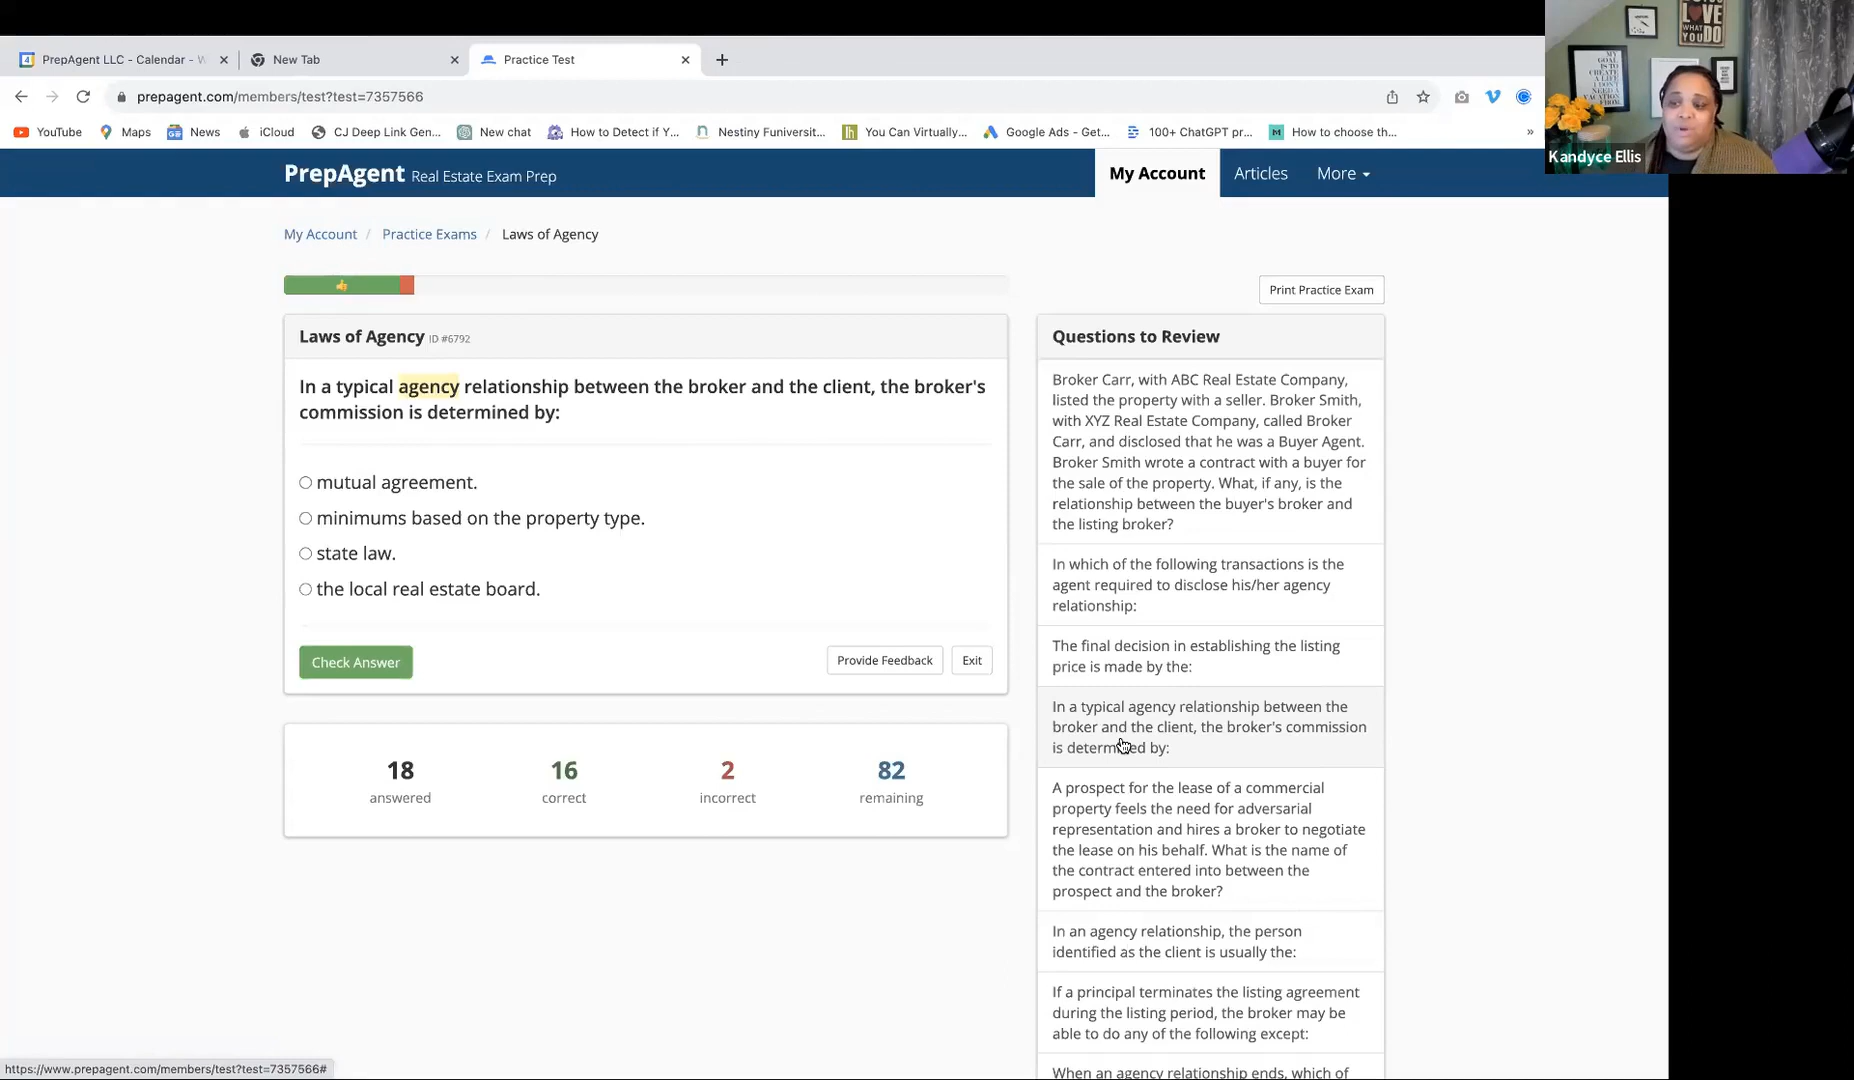 PrepAgent LLC - Calendar - W
New Tab
Practice Test
prepagent.com/members/test?test=7357566
YouTube
Maps
News
iCloud
CJ Deep Link Gen...
New chat
How to Detect if Y...
Nestiny Funiversit...
You Can Virtually...
Google Ads - Get...
100+ ChatGPT pr...
How to choose th...
»
LOVE
WHAT
YOU DO
MY
GOAL
IS TO
CREATE
A LIFE
I DON'T
NEED A
VACATION
FROM.
Kandyce Ellis
PrepAgent Real Estate Exam Prep
My Account
Articles
More
My Account / Practice Exams / Laws of Agency
Print Practice Exam
Laws of Agency ID #6792
In a typical agency relationship between the broker and the client, the broker's
commission is determined by:
mutual agreement.
minimums based on the property type.
state law.
the local real estate board.
Check Answer
Provide Feedback
Exit
18 16 2 82
answered correct incorrect remaining
Questions to Review
Broker Carr, with ABC Real Estate Company,
listed the property with a seller. Broker Smith,
with XYZ Real Estate Company, called Broker
Carr, and disclosed that he was a Buyer Agent.
Broker Smith wrote a contract with a buyer for
the sale of the property. What, if any, is the
relationship between the buyer's broker and
the listing broker?
In which of the following transactions is the
agent required to disclose his/her agency
relationship:
The final decision in establishing the listing
price is made by the:
In a typical agency relationship between the
broker and the client, the broker's commission
is determined by:
A prospect for the lease of a commercial
property feels the need for adversarial
representation and hires a broker to negotiate
the lease on his behalf. What is the name of
the contract entered into between the
prospect and the broker?
In an agency relationship, the person
identified as the client is usually the:
If a principal terminates the listing agreement
during the listing period, the broker may be
able to do any of the following except:
When an agency relationship ends, which of
https://www.prepagent.com/members/test?test=7357566#